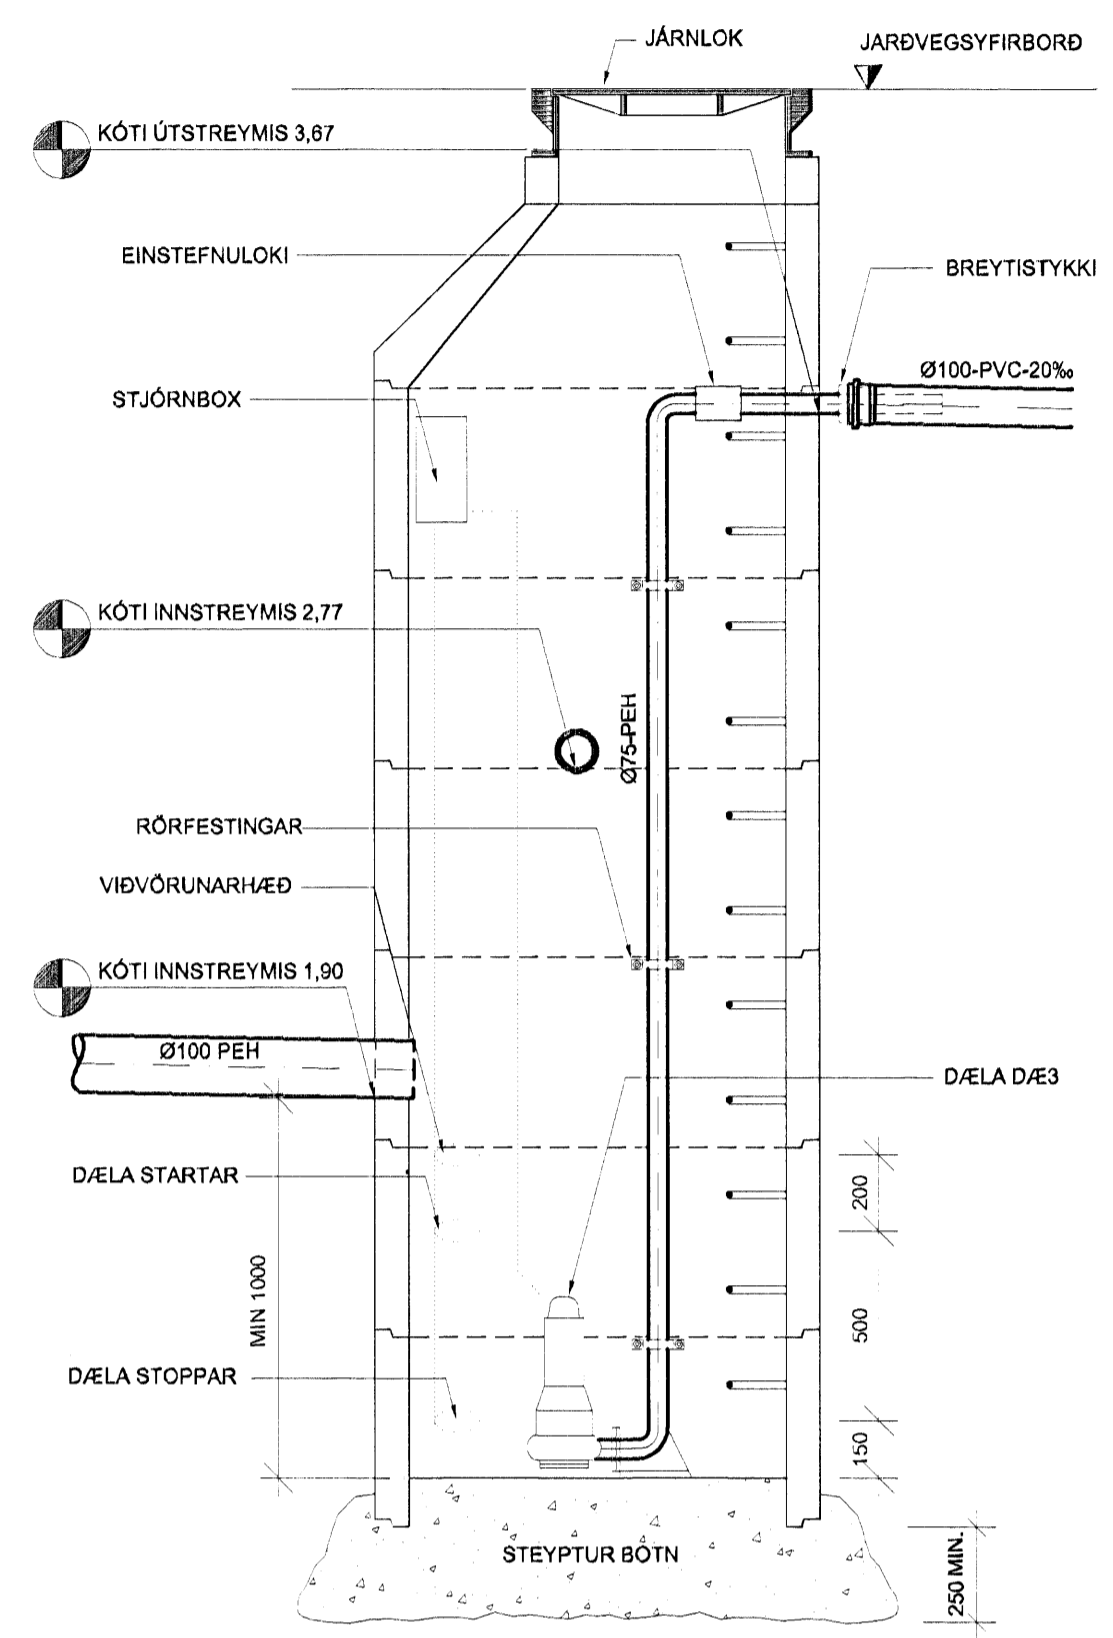 JÁRNLOK
JARÐVEGSYFIRBORÐ
KÓTI ÚTSTREYMIS 3,67
EINSTEFNULOKI
BREYTISTYKKI
Ø100-PVC-20‰
STJÓRNBOX
KÓTI INNSTREYMIS 2,77
Ø75-PEH
RÖRFESTINGAR
VIÐVÖRUNARHÆÐ
KÓTI INNSTREYMIS 1,90
Ø100 PEH
DÆLA DÆ3
DÆLA STARTAR
200
MIN 1000
500
DÆLA STOPPAR
150
STEYPTUR BOTN
250 MIN.